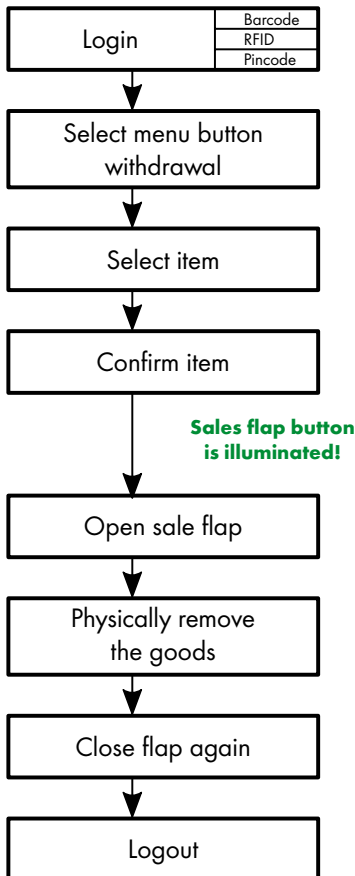 Login
Barcode
RFID
Pincode
Select menu button
withdrawal
Select item
Confirm item
Sales flap button
is illuminated!
Open sale flap
Physically remove
the goods
Close flap again
Logout